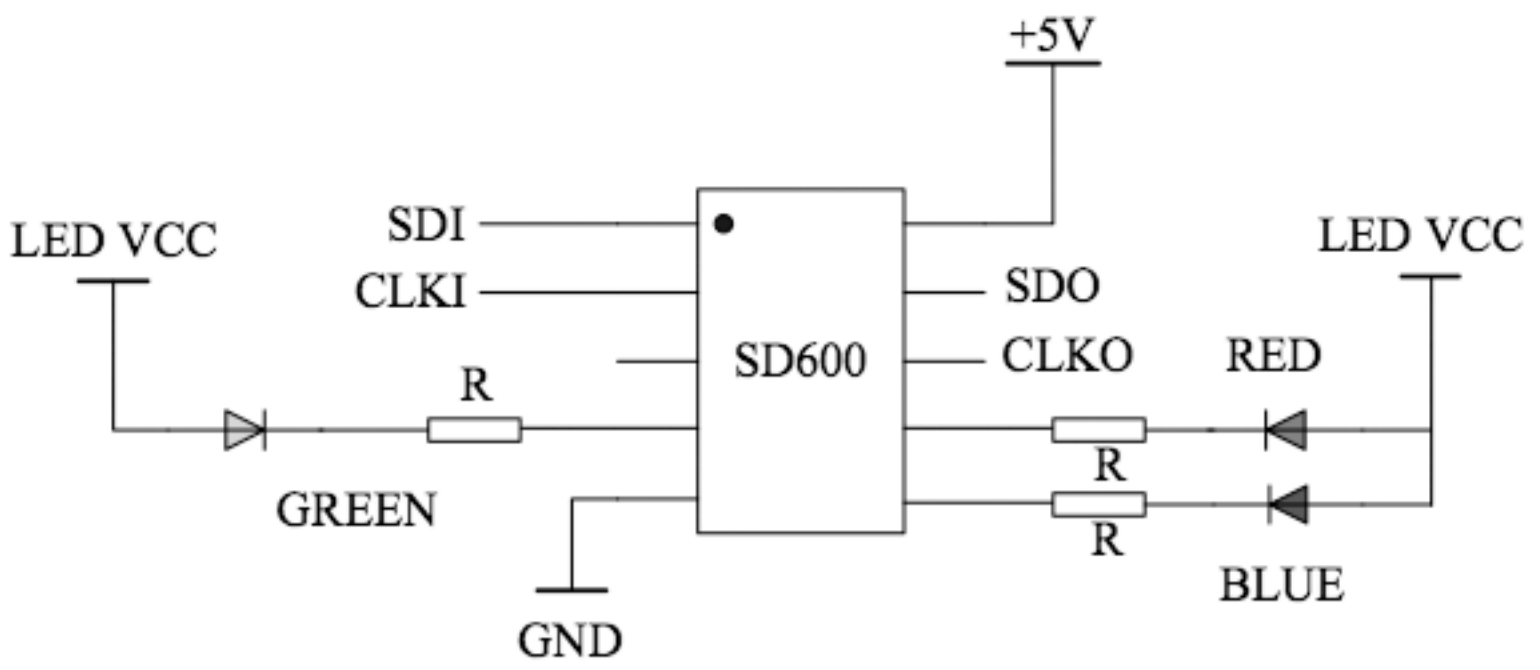 +5V
LED VCC
SDI
CLKI
SD600
SDO
CLKO
LED VCC
R
GREEN
GND
RED
R
R
BLUE